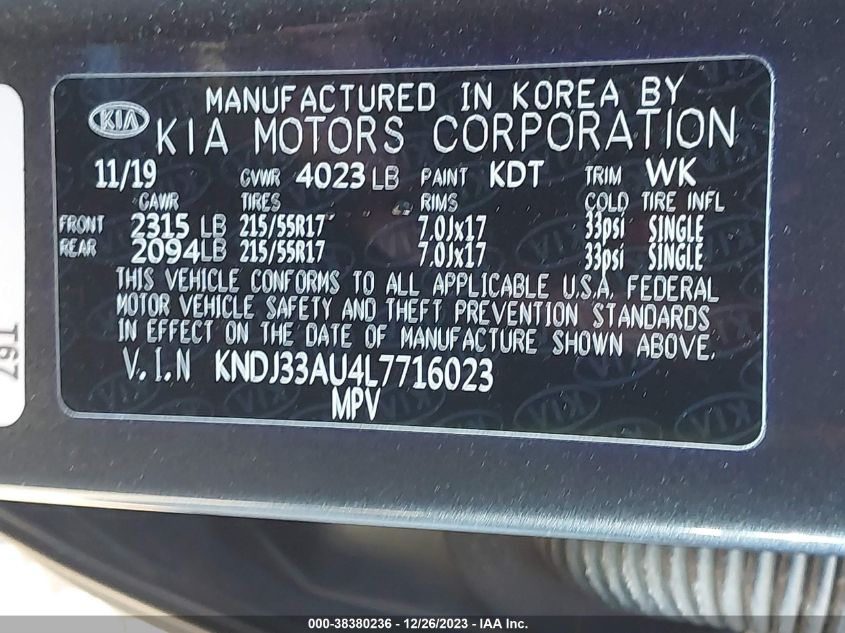 MANUFACTURED IN KOREA BY
KIA KIA MOTORS CORPORATION
11/19 GVWR 4023 LB PAINT KDT TRIM WK
GAWR TIRES RIMS COLD TIRE INFL
FRONT 2315 LB 215/55R17 7.0Jx17 33psi SINGLE
REAR 2094LB 215/55R17 7.0Jx17 33psi SINGLE
THIS VEHICLE CONFORMS TO ALL APPLICABLE U.S.A. FEDERAL
MOTOR VEHICLE SAFETY AND THEFT PREVENTION STANDARDS
IN EFFECT ON THE DATE OF MANUFACTURE SHOWN ABOVE.
V.I.N KNDJ33AU4L7716023
MPV
000-38380236 - 12/26/2023 - IAA Inc.